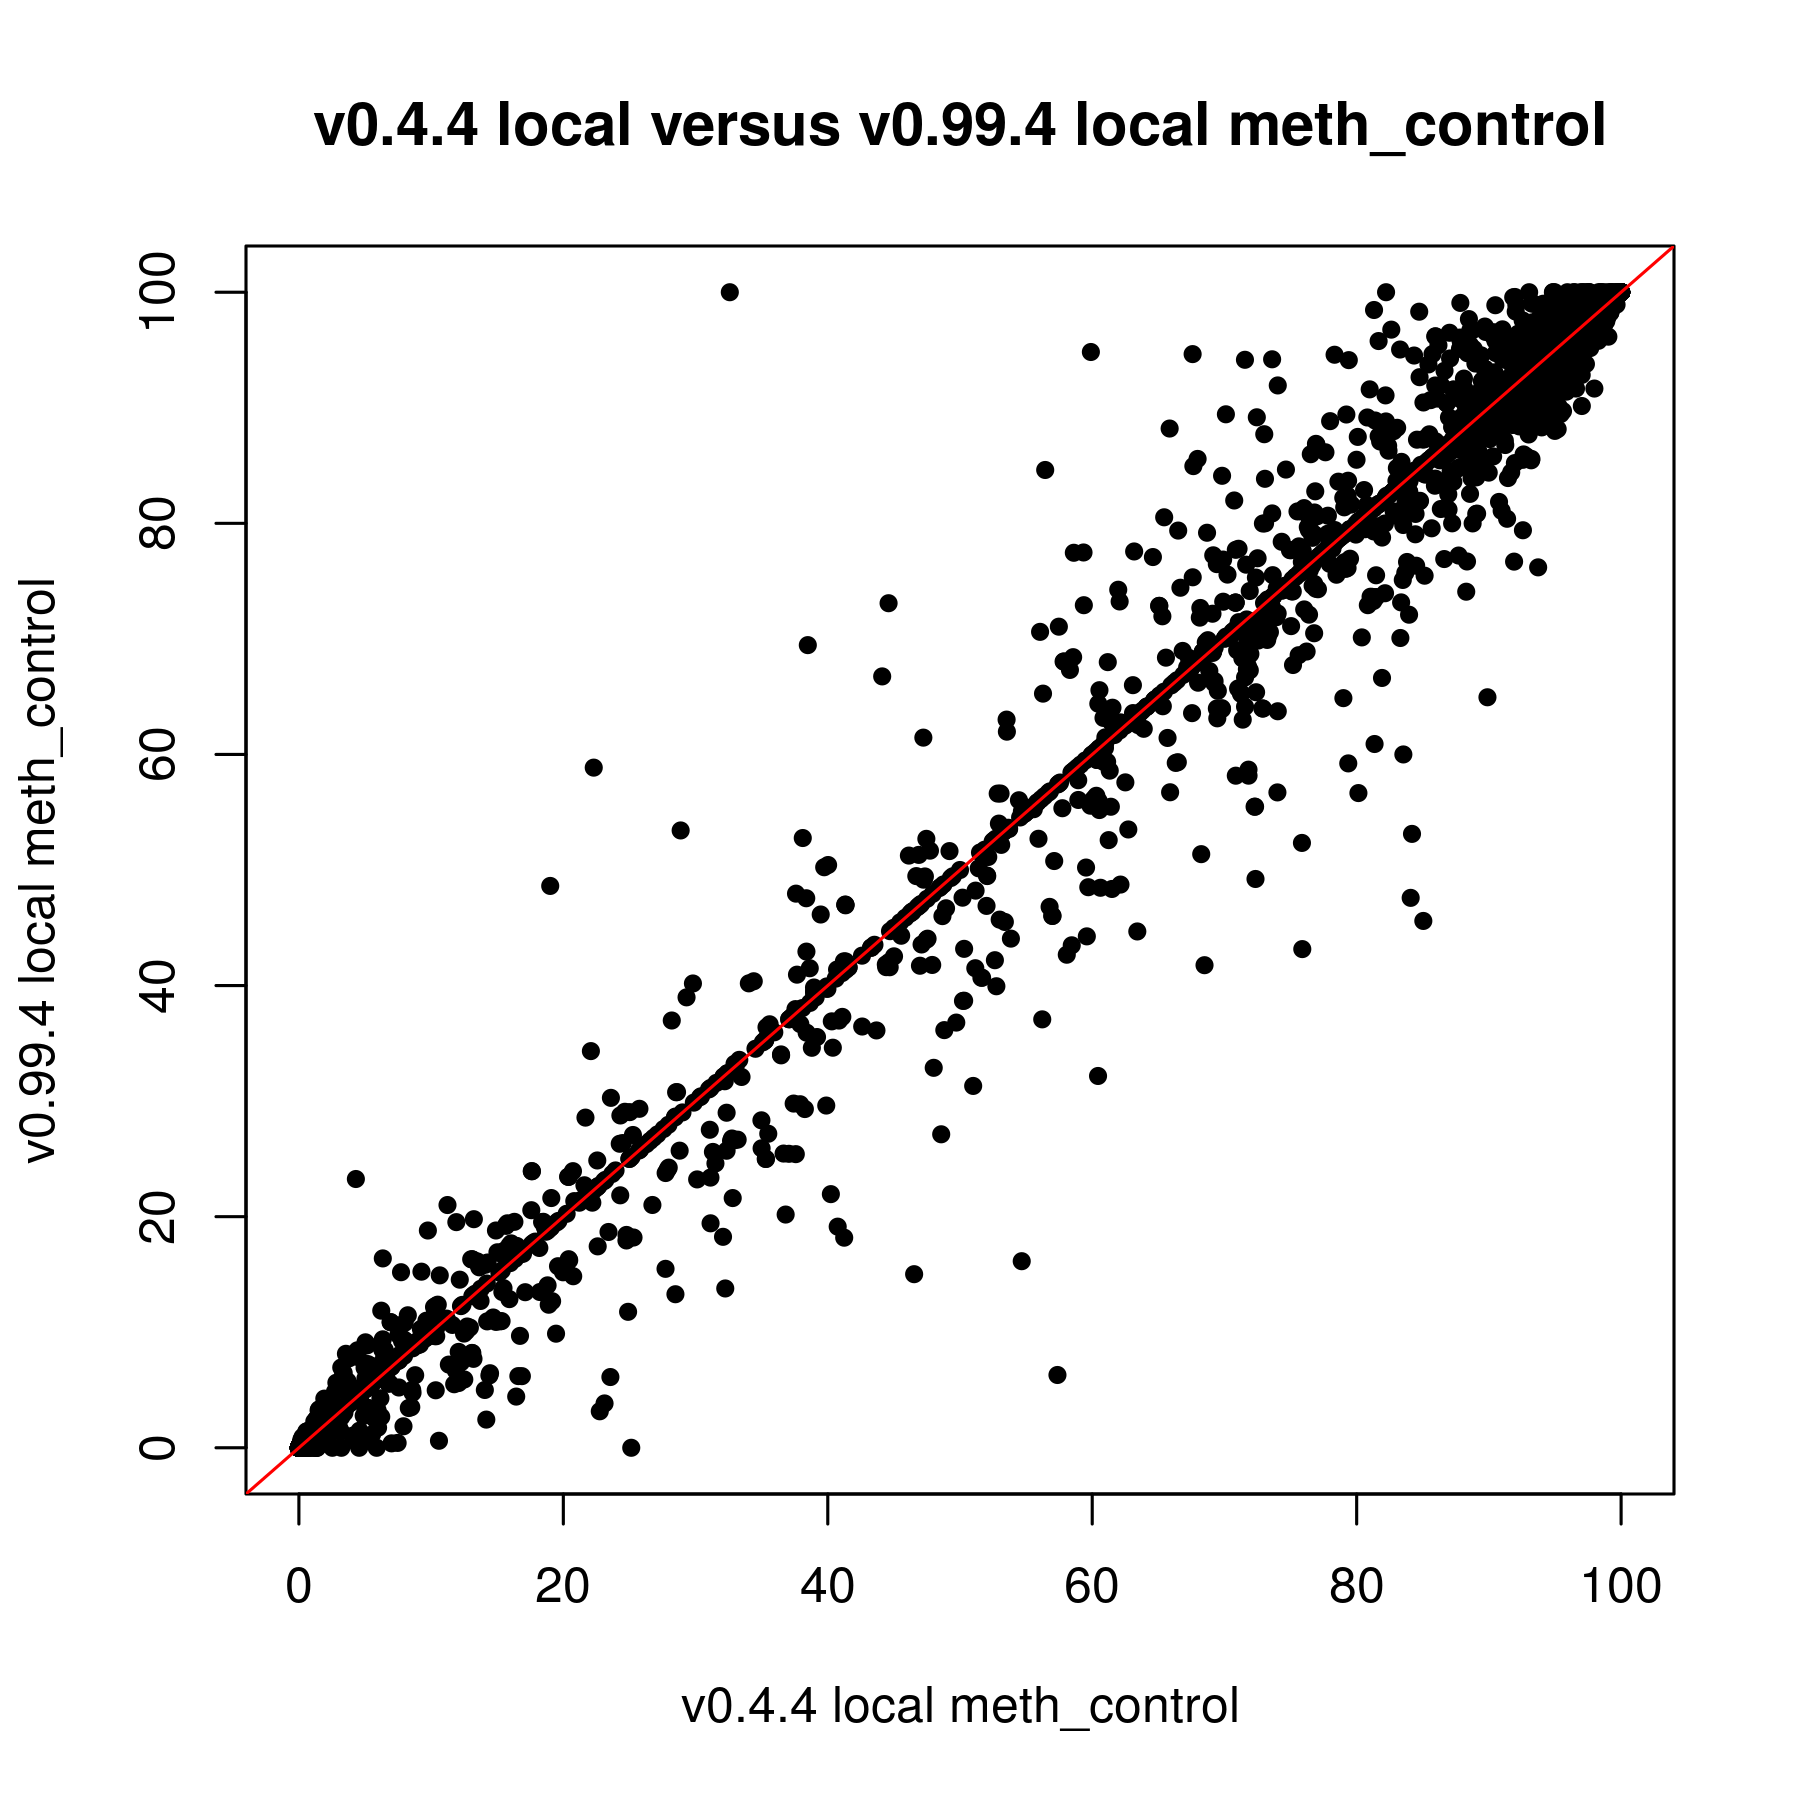 v0.4.4 local versus v0.99.4 local meth_control
v0.99.4 local meth_control
100
80
60
40
20
0
0 20 40 60 80 100
v0.4.4 local meth_control